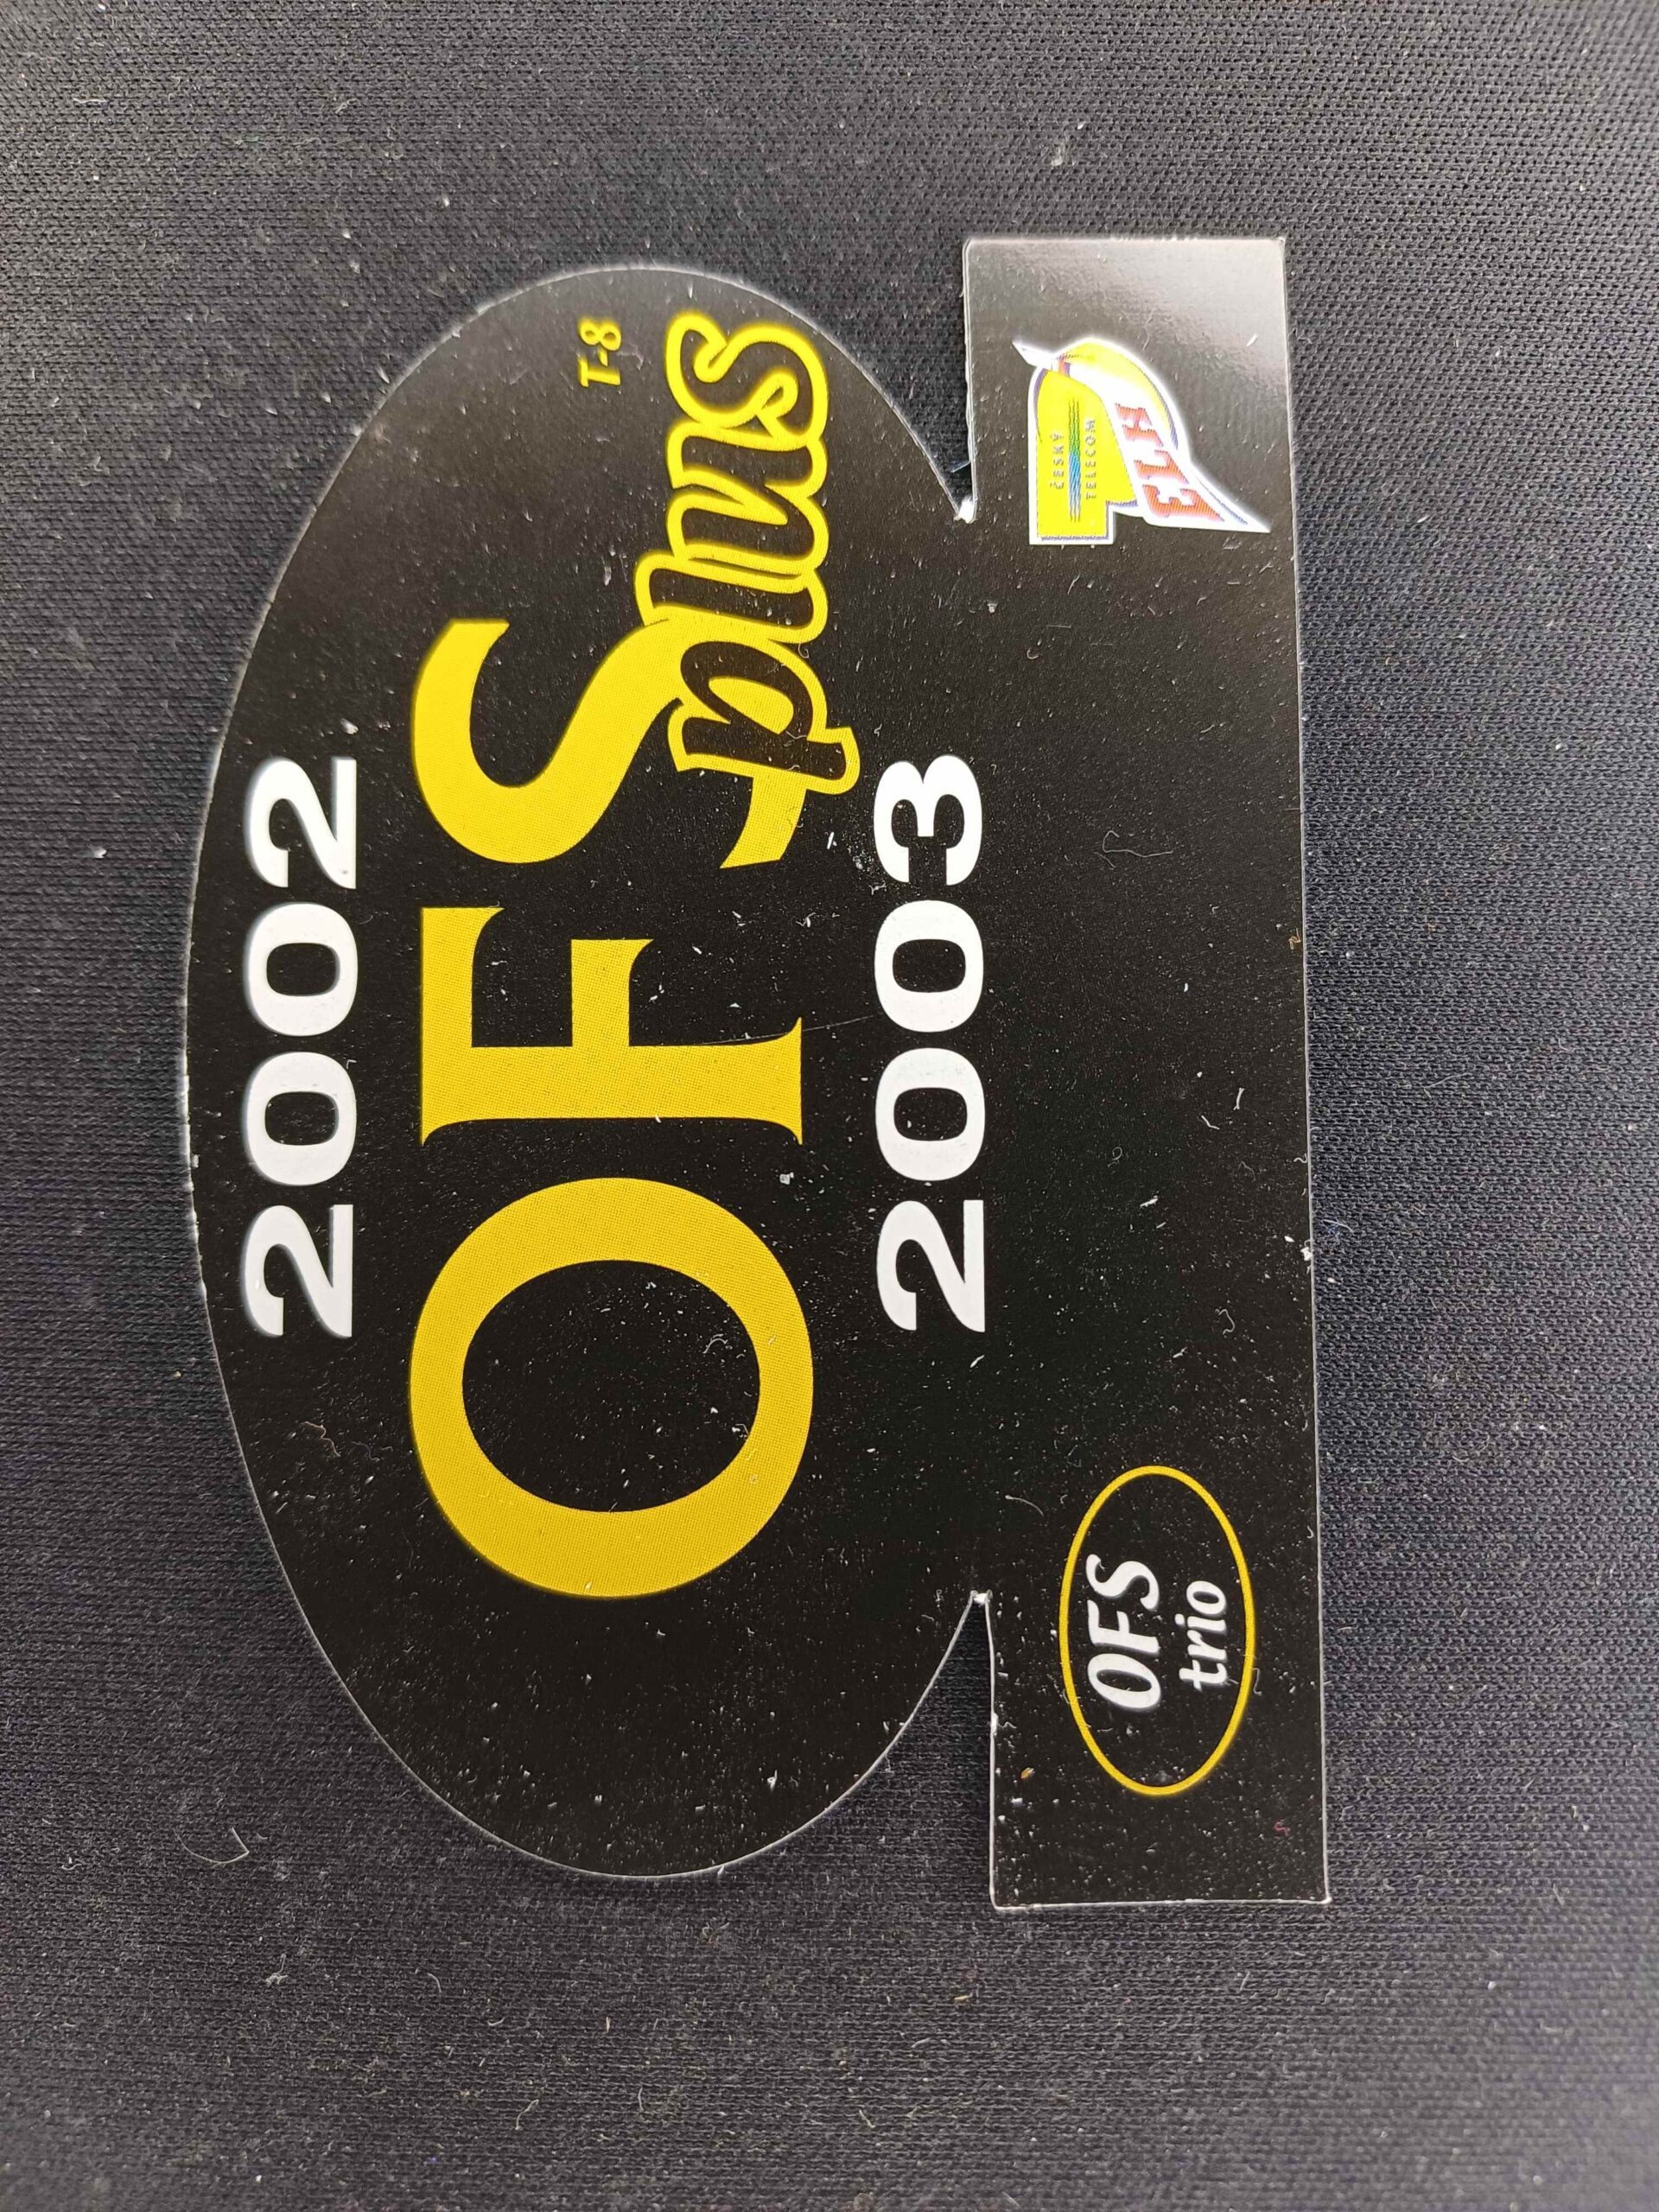 2002
T-8
OFS
plus
2003
OFS
trio
ČESKÝ
TELECOM
ELH